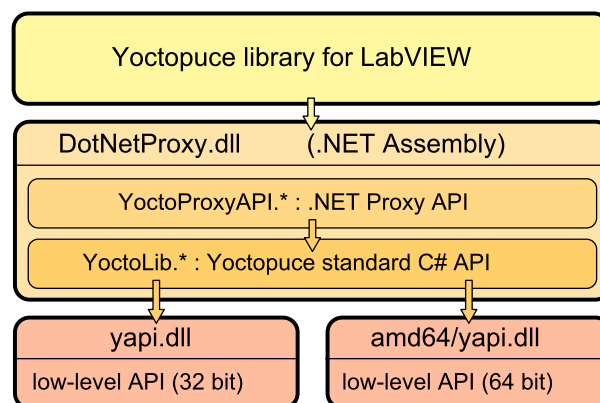 Yoctopuce library for LabVIEW
DotNetProxy.dll (.NET Assembly)
YoctoProxyAPI.* : .NET Proxy API
YoctoLib.* : Yoctopuce standard C# API
yapi.dll
low-level API (32 bit)
amd64/yapi.dll
low-level API (64 bit)